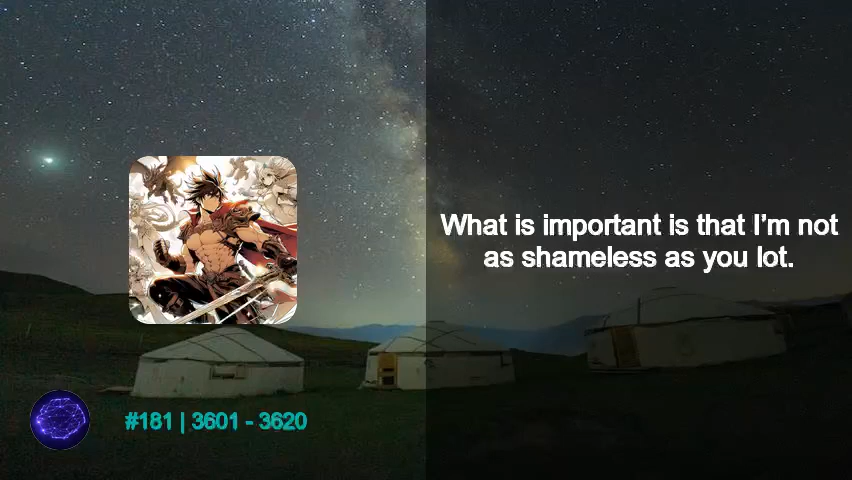 What is important is that I’m not
as shameless as you lot.
#181 | 3601 - 3620